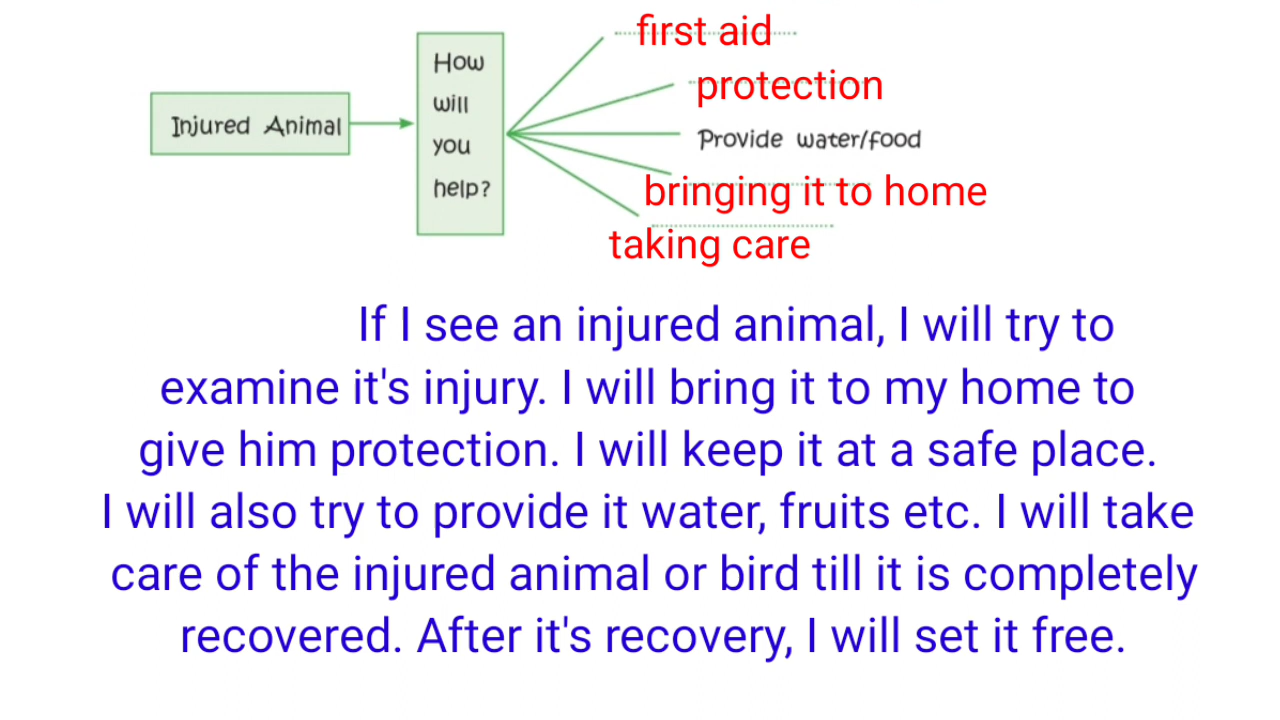 first aid
protection
Injured Animal
How
will
you
help?
Provide water/food
bringing it to home
taking care
If I see an injured animal, I will try to
examine it's injury. I will bring it to my home to
give him protection. I will keep it at a safe place.
I will also try to provide it water, fruits etc. I will take
care of the injured animal or bird till it is completely
recovered. After it's recovery, I will set it free.